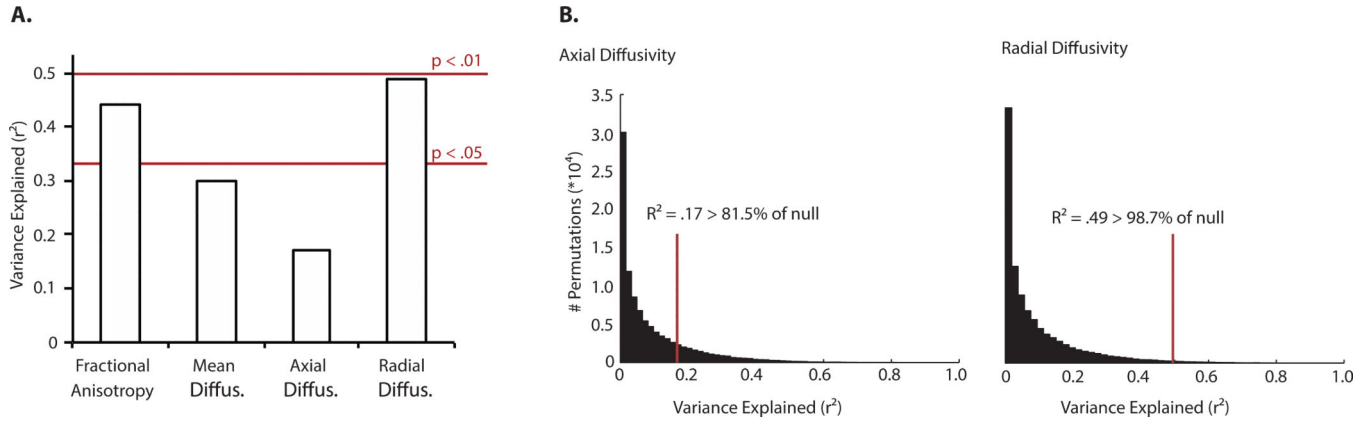 A.
p < .01
p < .05
Variance Explained (r²)
0.5
0.4
0.3
0.2
0.1
0
Fractional
Anisotropy
Mean
Diffus.
Axial
Diffus.
Radial
Diffus.
B.
Axial Diffusivity
# Permutations (*10⁴)
3.5
3.0
2.5
2.0
1.5
1.0
0.5
0
R² = .17 > 81.5% of null
0 0.2 0.4 0.6 0.8 1.0
Variance Explained (r²)
Radial Diffusivity
R² = .49 > 98.7% of null
0 0.2 0.4 0.6 0.8 1.0
Variance Explained (r²)